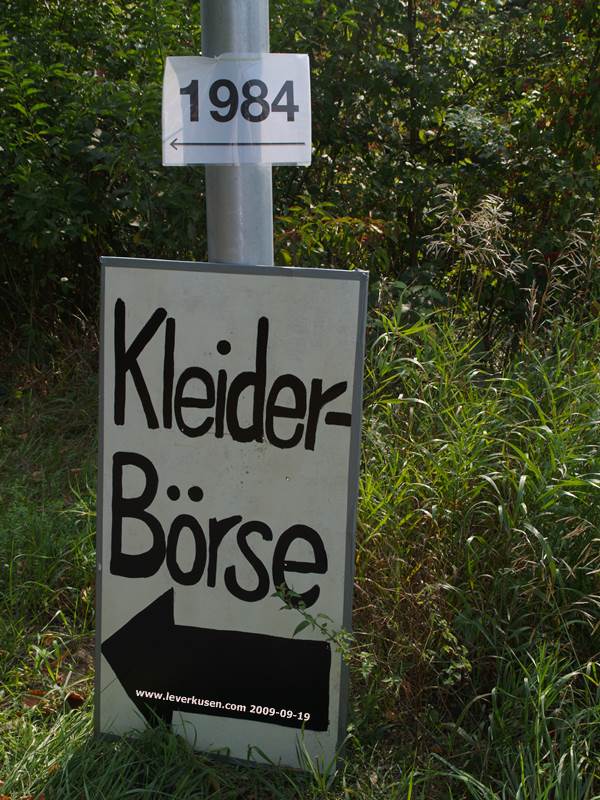 1984
Kleider-
Börse
www.leverkusen.com 2009-09-19